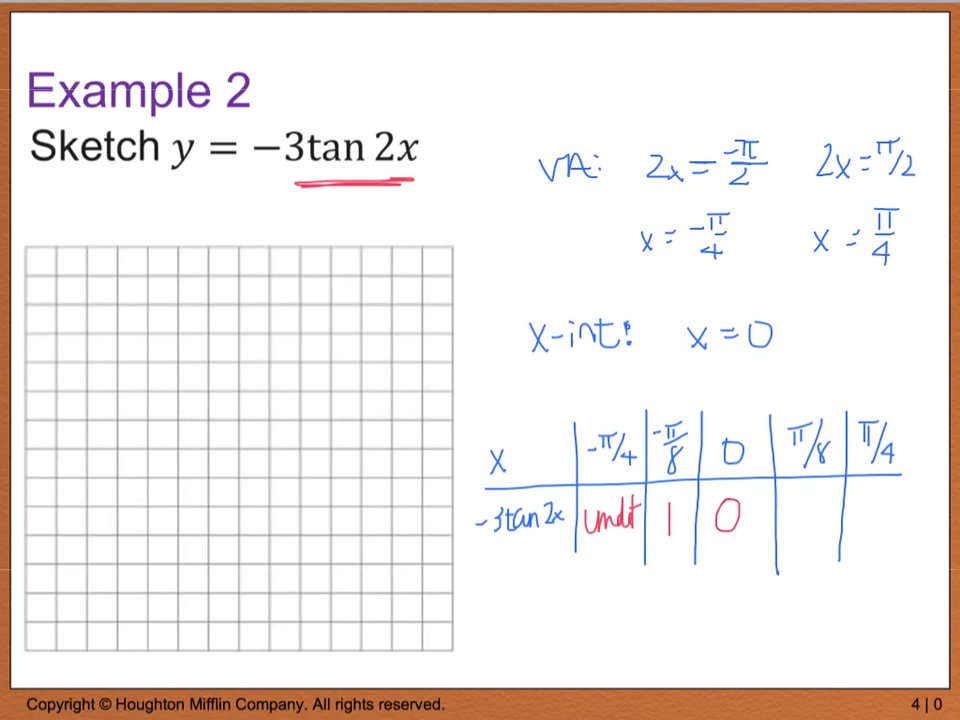 Example 2
Sketch y = −3tan 2x
VA: 2x = -π/2 2x = π/2
x = -π/4 x = π/4
x-int: x = 0
x -π/4 -π/8 0 π/8 π/4
-3tan 2x undf 1 0
Copyright © Houghton Mifflin Company. All rights reserved. 4 | 0